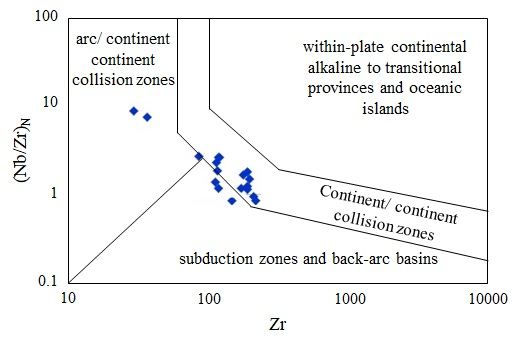 100
10
1
0.1
(Nb/Zr)N
arc/ continent
continent
collision zones
within-plate continental
alkaline to transitional
provinces and oceanic
islands
Continent/ continent
collision zones
subduction zones and back-arc basins
10
100
1000
10000
Zr